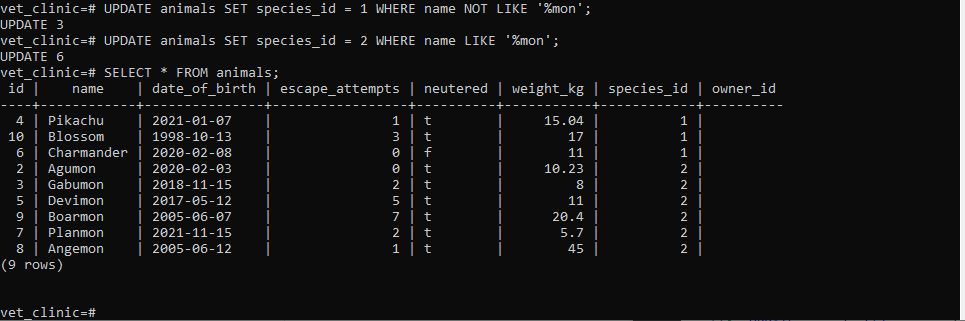 vet_clinic=# UPDATE animals SET species_id = 1 WHERE name NOT LIKE '%mon';
UPDATE 3
vet_clinic=# UPDATE animals SET species_id = 2 WHERE name LIKE '%mon';
UPDATE 6
vet_clinic=# SELECT * FROM animals;
 id |    name    | date_of_birth | escape_attempts | neutered | weight_kg | species_id | owner_id
----+------------+---------------+-----------------+----------+-----------+------------+----------
  4 | Pikachu    | 2021-01-07    |               1 | t        |     15.04 |          1 |
 10 | Blossom    | 1998-10-13    |               3 | t        |        17 |          1 |
  6 | Charmander | 2020-02-08    |               0 | f        |        11 |          1 |
  2 | Agumon     | 2020-02-03    |               0 | t        |     10.23 |          2 |
  3 | Gabumon    | 2018-11-15    |               2 | t        |         8 |          2 |
  5 | Devimon    | 2017-05-12    |               5 | t        |        11 |          2 |
  9 | Boarmon    | 2005-06-07    |               7 | t        |      20.4 |          2 |
  7 | Planmon    | 2021-11-15    |               2 | t        |       5.7 |          2 |
  8 | Angemon    | 2005-06-12    |               1 | t        |        45 |          2 |
(9 rows)
vet_clinic=#